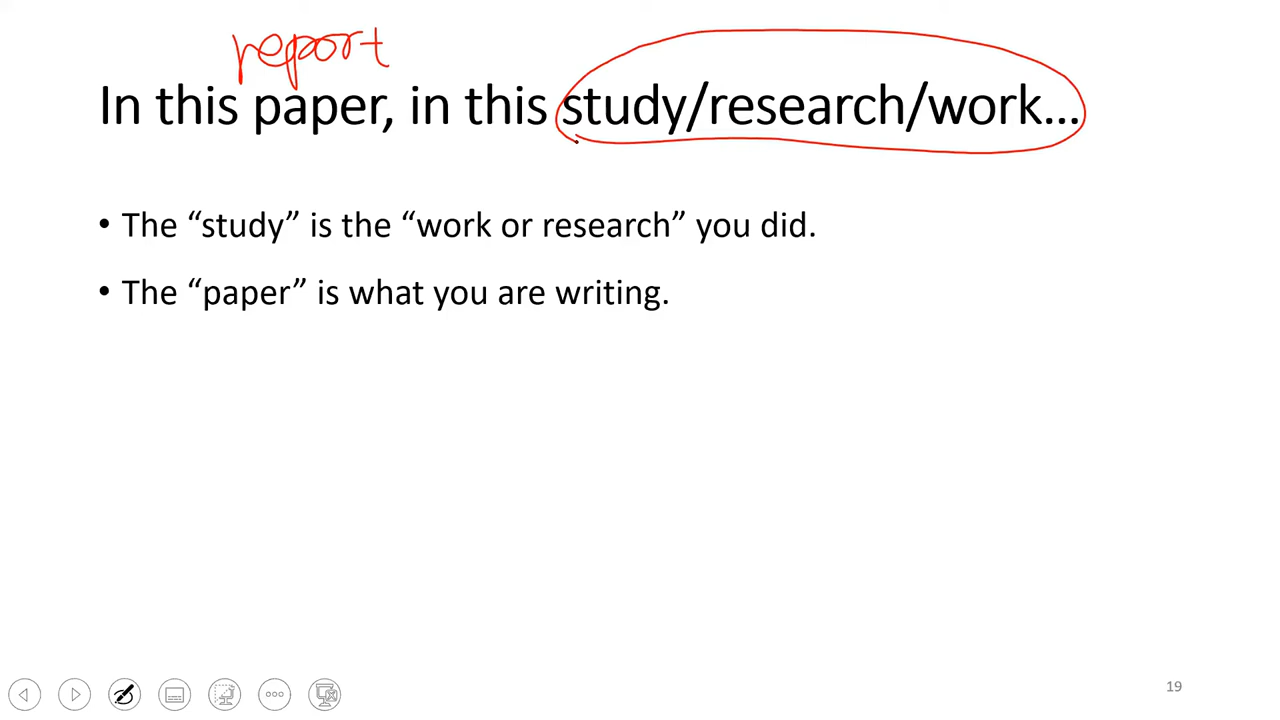 report
In this paper, in this study/research/work...
• The “study” is the “work or research” you did.
• The “paper” is what you are writing.
19